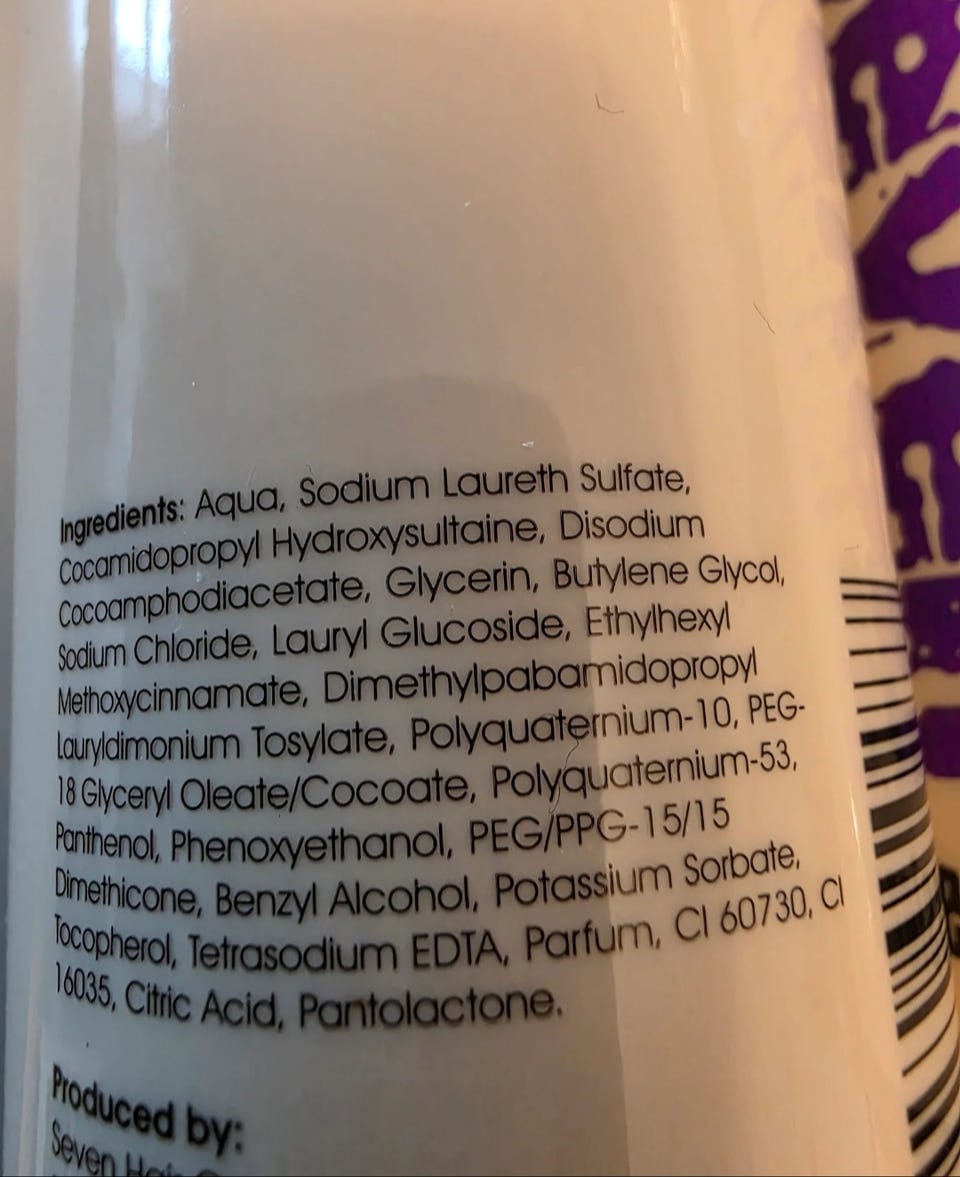 Ingredients: Aqua, Sodium Laureth Sulfate,
Cocamidopropyl Hydroxysultaine, Disodium
Cocoamphodiacetate, Glycerin, Butylene Glycol,
Sodium Chloride, Lauryl Glucoside, Ethylhexyl
Methoxycinnamate, Dimethylpabamidopropyl
Lauryldimonium Tosylate, Polyquaternium-10, PEG-
18 Glyceryl Oleate/Cocoate, Polyquaternium-53,
Panthenol, Phenoxyethanol, PEG/PPG-15/15
Dimethicone, Benzyl Alcohol, Potassium Sorbate,
Tocopherol, Tetrasodium EDTA, Parfum, CI 60730, CI
16035, Citric Acid, Pantolactone.
Produced by:
Seven